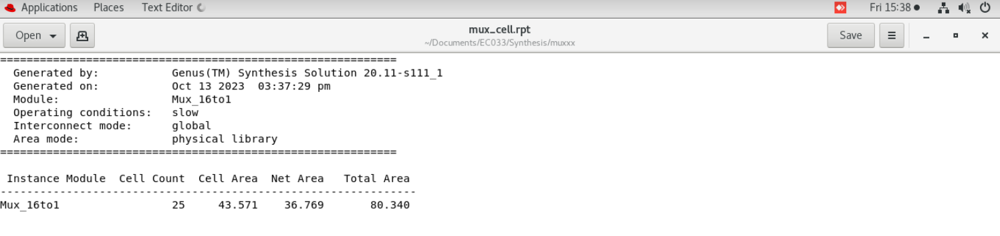 Applications Places Text Editor Fri 15:38
Open mux_cell.rpt Save
~/Documents/EC033/Synthesis/muxxx
============================================================
  Generated by:           Genus(TM) Synthesis Solution 20.11-s111_1
  Generated on:           Oct 13 2023  03:37:29 pm
  Module:                 Mux_16to1
  Operating conditions:   slow
  Interconnect mode:      global
  Area mode:              physical library
============================================================
 Instance Module  Cell Count  Cell Area  Net Area   Total Area
---------------------------------------------------------------
Mux_16to1                 25     43.571    36.769       80.340